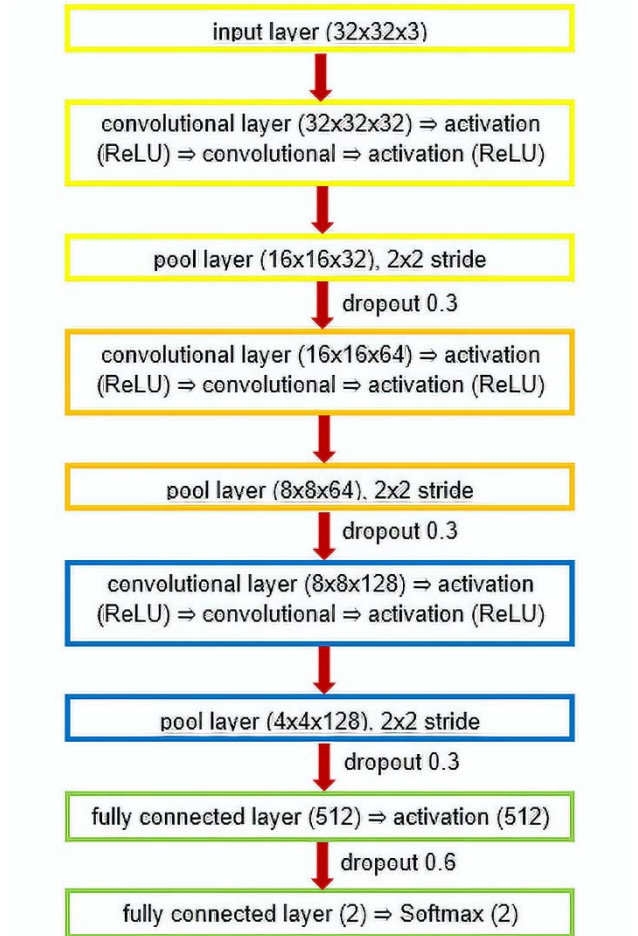 input layer (32x32x3)
convolutional layer (32x32x32) ⇒ activation
(ReLU) ⇒ convolutional ⇒ activation (ReLU)
pool layer (16x16x32), 2x2 stride
dropout 0.3
convolutional layer (16x16x64) ⇒ activation
(ReLU) ⇒ convolutional ⇒ activation (ReLU)
pool layer (8x8x64), 2x2 stride
dropout 0.3
convolutional layer (8x8x128) ⇒ activation
(ReLU) ⇒ convolutional ⇒ activation (ReLU)
pool layer (4x4x128), 2x2 stride
dropout 0.3
fully connected layer (512) ⇒ activation (512)
dropout 0.6
fully connected layer (2) ⇒ Softmax (2)